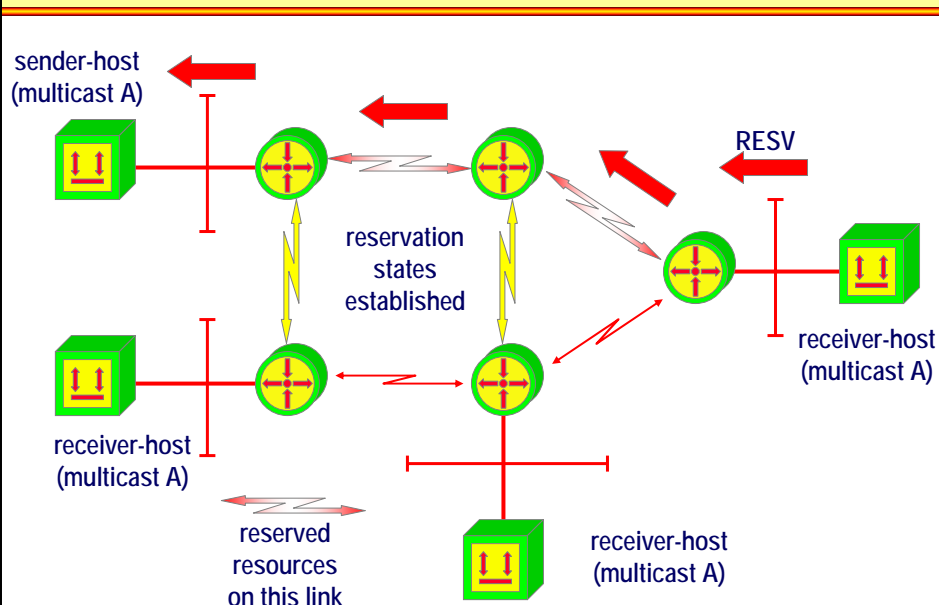 sender-host
(multicast A)
RESV
reservation
states
established
receiver-host
(multicast A)
receiver-host
(multicast A)
reserved
resources
on this link
receiver-host
(multicast A)